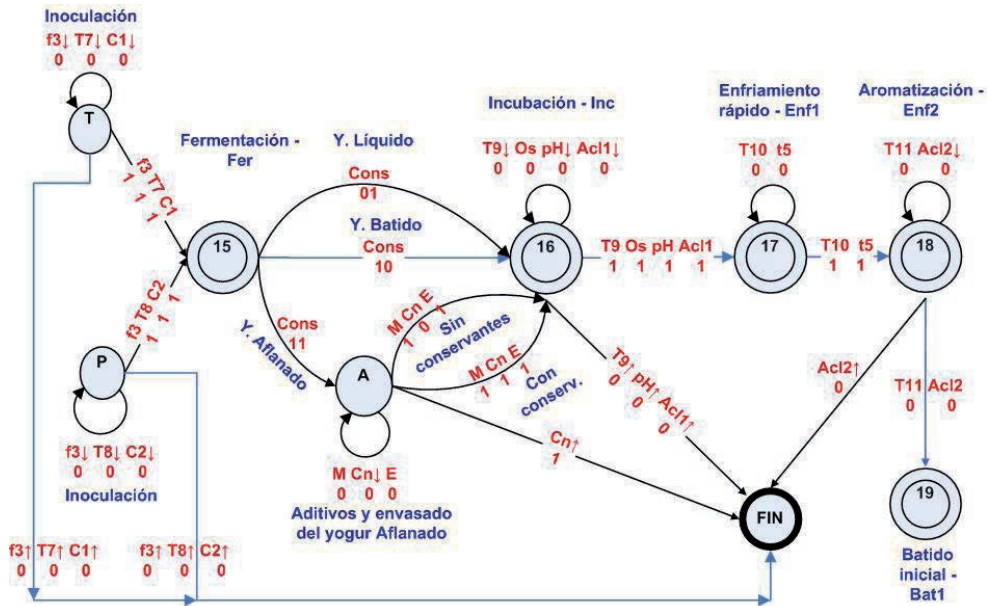 Inoculación
f3↓ T7↓ C1↓
0 0 0
T
Fermentación -
Fer
15
f3 T7 C1
1 1 1
f3 T8 C2
1 1 1
P
f3↓ T8↓ C2↓
0 0 0
Inoculación
f3↑ T7↑ C1↑
0 0 0
f3↑ T8↑ C2↑
0 0 0
Y. Líquido
Cons
01
Y. Batido
Cons
10
Y. Aflanado
Cons
11
A
M Cn↓ E
0 0 0
Aditivos y envasado
del yogur Aflanado
M Cn E
1 0 1
Sin
conservantes
M Cn E
1 1 1
Con
conserv.
Cn↑
1
Incubación - Inc
T9↓ Os pH↓ Acl1↓
0 0 0 0
16
T9 Os pH Acl1
1 1 1 1
T9↑ pH↑ Acl1↑
0 0 0
Enfriamiento
rápido - Enf1
T10 t5
0 0
17
T10 t5
1 1
Aromatización -
Enf2
T11 Acl2↓
0 0
18
Acl2↑
0
T11 Acl2
0 0
FIN
19
Batido
inicial -
Bat1